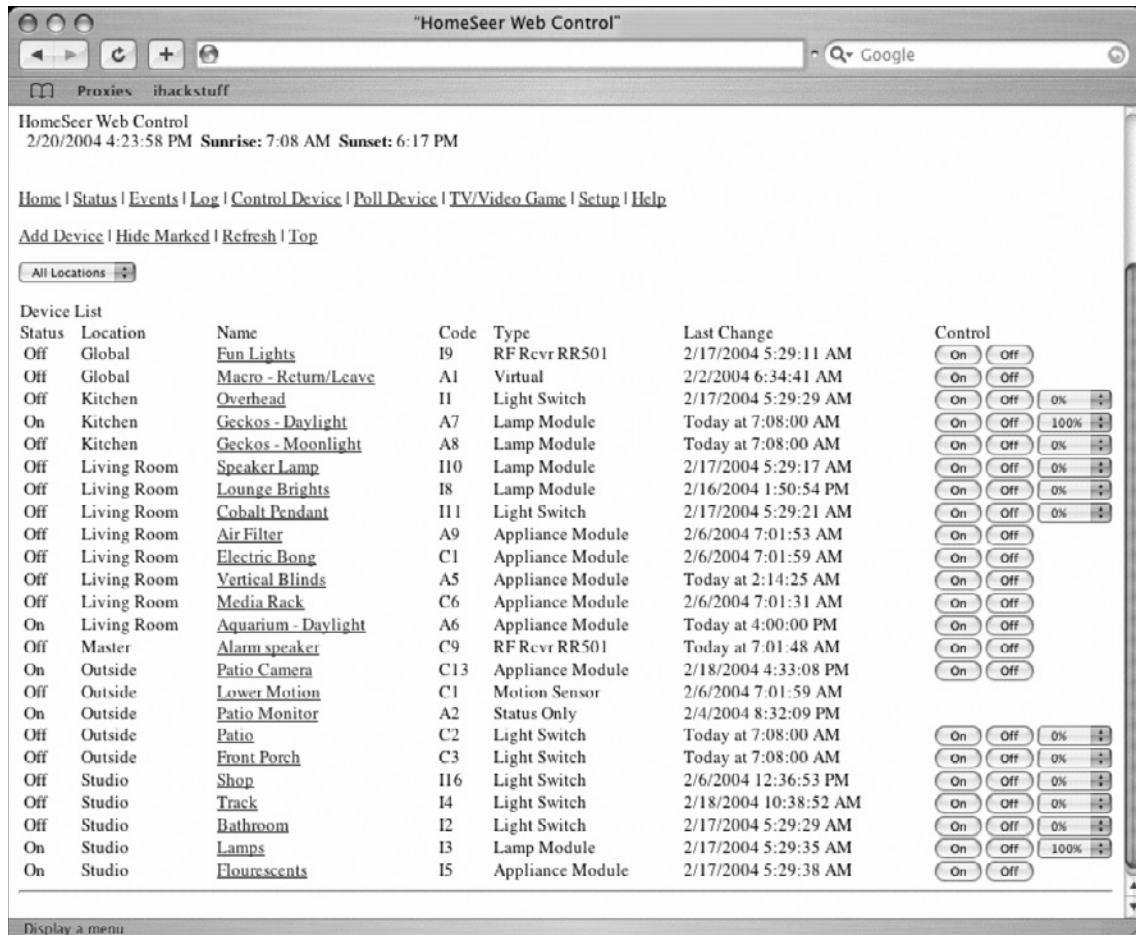 "HomeSeer Web Control"
Google
Proxies ihackstuff
HomeSeer Web Control
2/20/2004 4:23:58 PM Sunrise: 7:08 AM Sunset: 6:17 PM
Home | Status | Events | Log | Control Device | Poll Device | TV/Video Game | Setup | Help
Add Device | Hide Marked | Refresh | Top
All Locations
Device List
Status Location Name Code Type Last Change Control
Off Global Fun Lights I9 RF Rcvr RR501 2/17/2004 5:29:11 AM On Off
Off Global Macro - Return/Leave A1 Virtual 2/2/2004 6:34:41 AM On Off
Off Kitchen Overhead I1 Light Switch 2/17/2004 5:29:29 AM On Off 0%
On Kitchen Geckos - Daylight A7 Lamp Module Today at 7:08:00 AM On Off 100%
Off Kitchen Geckos - Moonlight A8 Lamp Module Today at 7:08:00 AM On Off 0%
Off Living Room Speaker Lamp I10 Lamp Module 2/17/2004 5:29:17 AM On Off 0%
Off Living Room Lounge Brights I8 Lamp Module 2/16/2004 1:50:54 PM On Off 0%
Off Living Room Cobalt Pendant I11 Light Switch 2/17/2004 5:29:21 AM On Off 0%
Off Living Room Air Filter A9 Appliance Module 2/6/2004 7:01:53 AM On Off
Off Living Room Electric Bong C1 Appliance Module 2/6/2004 7:01:59 AM On Off
Off Living Room Vertical Blinds A5 Appliance Module Today at 2:14:25 AM On Off
Off Living Room Media Rack C6 Appliance Module 2/6/2004 7:01:31 AM On Off
On Living Room Aquarium - Daylight A6 Appliance Module Today at 4:00:00 PM On Off
Off Master Alarm speaker C9 RF Rcvr RR501 Today at 7:01:48 AM On Off
On Outside Patio Camera C13 Appliance Module 2/18/2004 4:33:08 PM On Off
Off Outside Lower Motion C1 Motion Sensor 2/6/2004 7:01:59 AM
On Outside Patio Monitor A2 Status Only 2/4/2004 8:32:09 PM
Off Outside Patio C2 Light Switch Today at 7:08:00 AM On Off 0%
Off Outside Front Porch C3 Light Switch Today at 7:08:00 AM On Off 0%
Off Studio Shop I16 Light Switch 2/6/2004 12:36:53 PM On Off 0%
Off Studio Track I4 Light Switch 2/18/2004 10:38:52 AM On Off 0%
Off Studio Bathroom I2 Light Switch 2/17/2004 5:29:29 AM On Off 0%
On Studio Lamps I3 Lamp Module 2/17/2004 5:29:35 AM On Off 100%
On Studio Flourescents I5 Appliance Module 2/17/2004 5:29:38 AM On Off
Display a menu